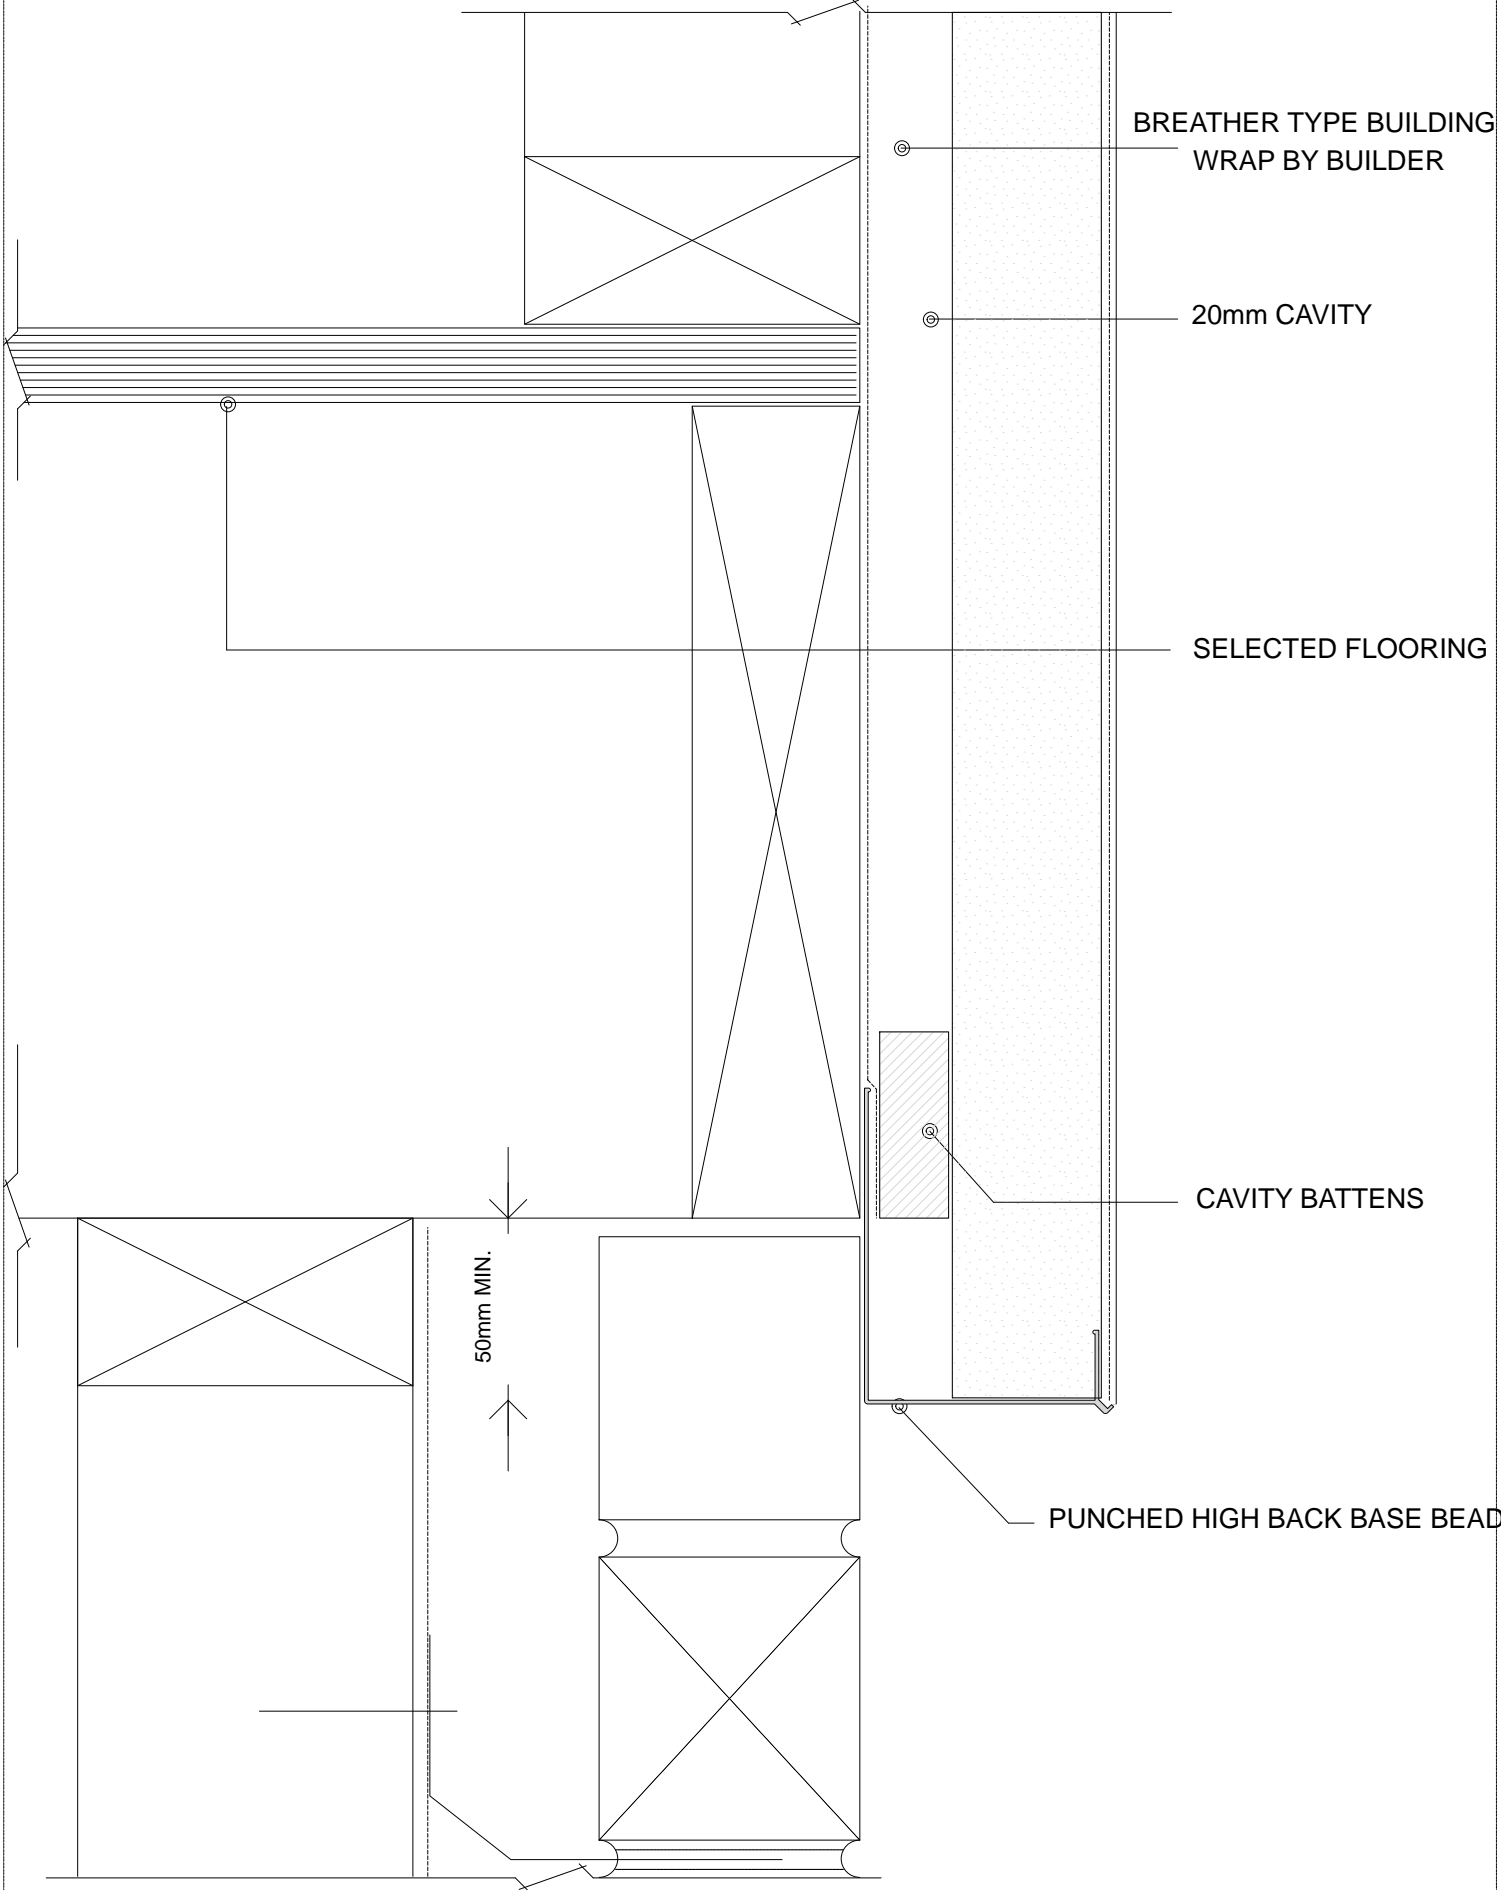 BREATHER TYPE BUILDING
WRAP BY BUILDER
20mm CAVITY
SELECTED FLOORING
CAVITY BATTENS
50mm MIN.
PUNCHED HIGH BACK BASE BEAD